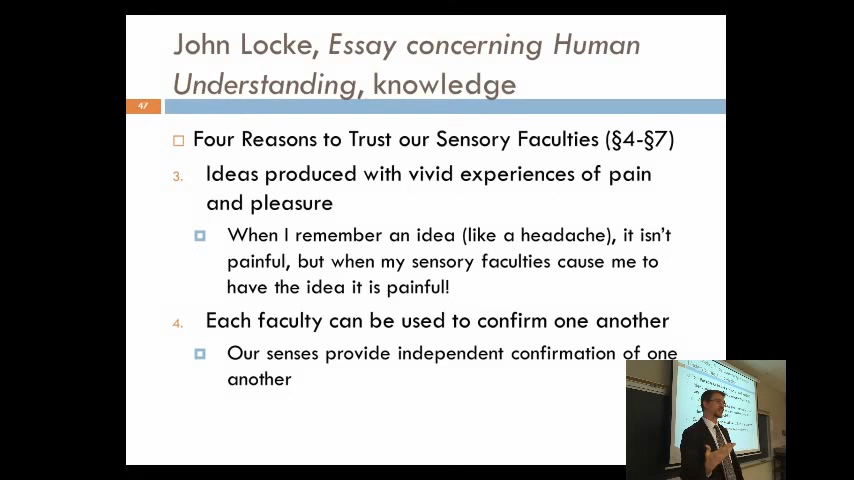 John Locke, Essay concerning Human
Understanding, knowledge
47
Four Reasons to Trust our Sensory Faculties (§4-§7)
3. Ideas produced with vivid experiences of pain
and pleasure
When I remember an idea (like a headache), it isn't
painful, but when my sensory faculties cause me to
have the idea it is painful!
4. Each faculty can be used to confirm one another
Our senses provide independent confirmation of one
another